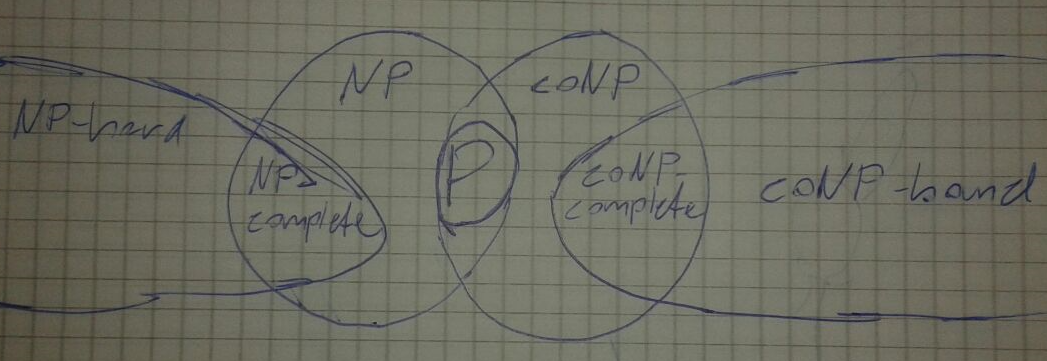 NP
coNP
NP-hard
P
NP-
complete
coNP-
complete
coNP-hard